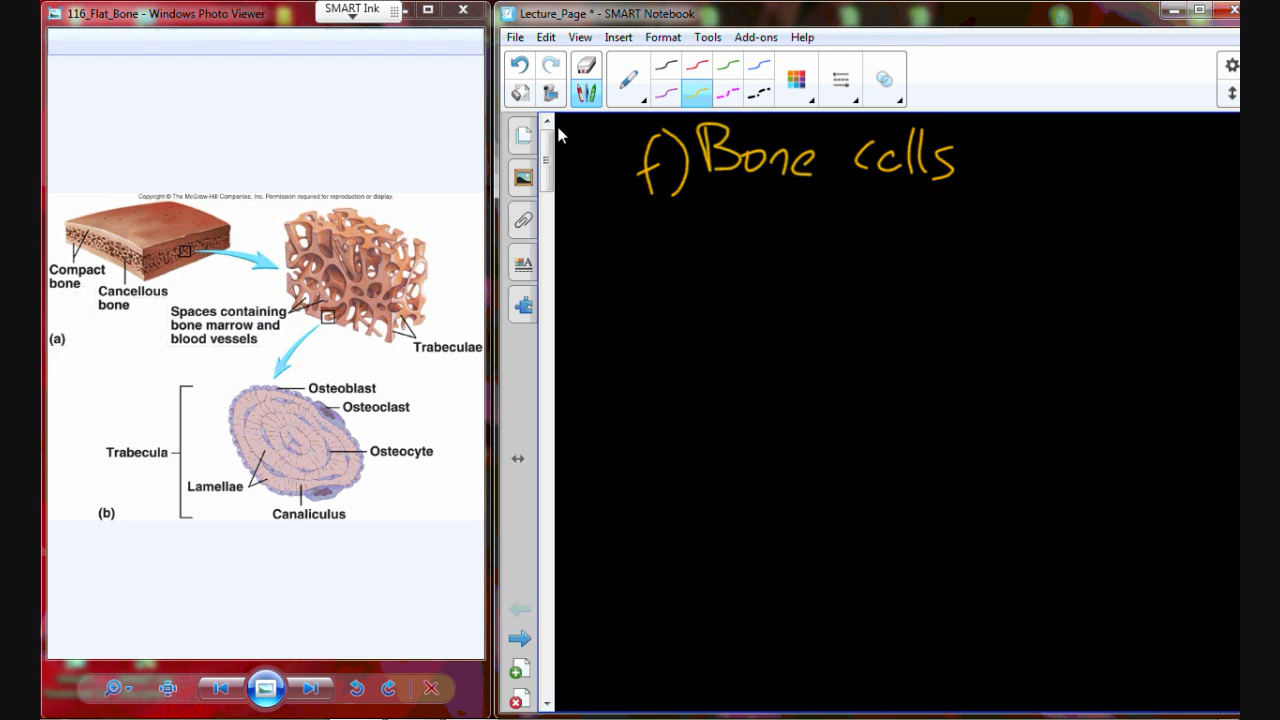 116_Flat_Bone - Windows Photo Viewer
SMART Ink
Copyright © The McGraw-Hill Companies, Inc. Permission required for reproduction or display.
Compact
bone
Cancellous
bone
Spaces containing
bone marrow and
blood vessels
Trabeculae
(a)
Osteoblast
Osteoclast
Trabecula
Osteocyte
Lamellae
Canaliculus
(b)
Lecture_Page * - SMART Notebook
File Edit View Insert Format Tools Add-ons Help
f) Bone cells